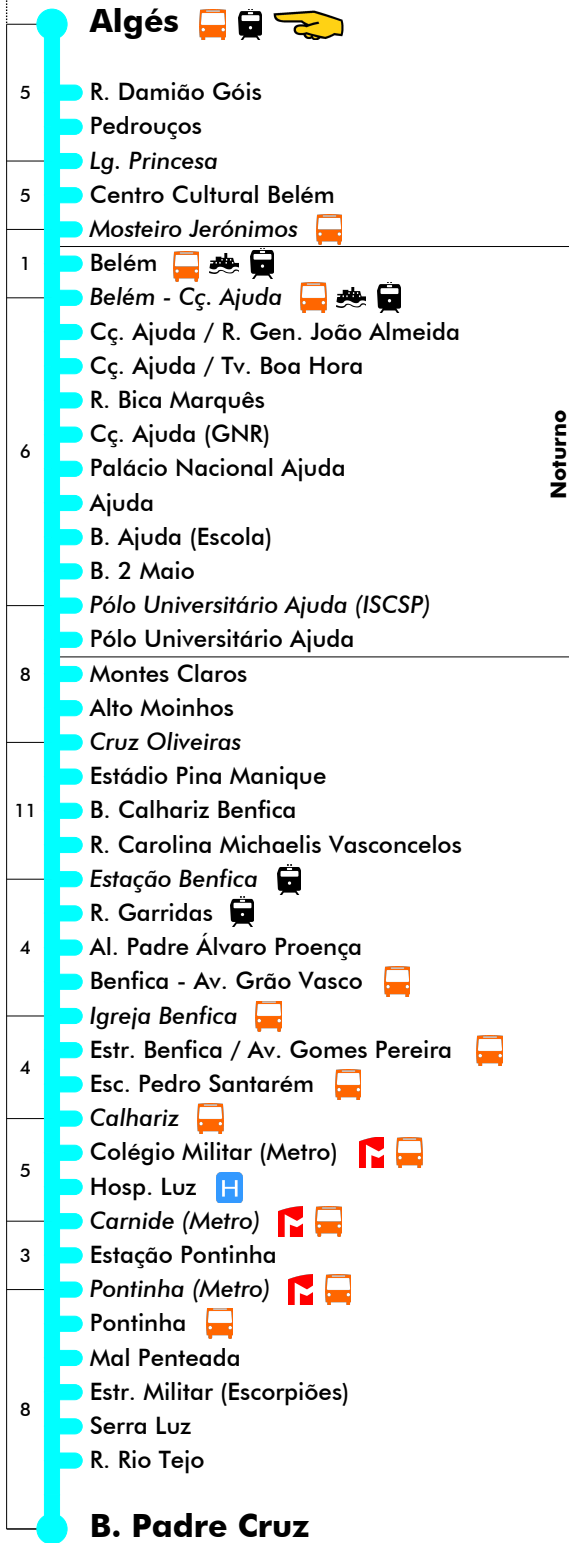 Algés
5
R. Damião Góis
Pedrouços
Lg. Princesa
5
Centro Cultural Belém
Mosteiro Jerónimos
1
Belém
Belém - Cç. Ajuda
Cç. Ajuda / R. Gen. João Almeida
Cç. Ajuda / Tv. Boa Hora
R. Bica Marquês
Cç. Ajuda (GNR)
6
Noturno
Palácio Nacional Ajuda
Ajuda
B. Ajuda (Escola)
B. 2 Maio
Pólo Universitário Ajuda (ISCSP)
Pólo Universitário Ajuda
8
Montes Claros
Alto Moinhos
Cruz Oliveiras
Estádio Pina Manique
11
B. Calhariz Benfica
R. Carolina Michaelis Vasconcelos
Estação Benfica
R. Garridas
4
Al. Padre Álvaro Proença
Benfica - Av. Grão Vasco
Igreja Benfica
Estr. Benfica / Av. Gomes Pereira
4
Esc. Pedro Santarém
Calhariz
Colégio Militar (Metro)
5
Hosp. Luz H
Carnide (Metro)
3
Estação Pontinha
Pontinha (Metro)
Pontinha
Mal Penteada
Estr. Militar (Escorpiões)
8
Serra Luz
R. Rio Tejo
B. Padre Cruz